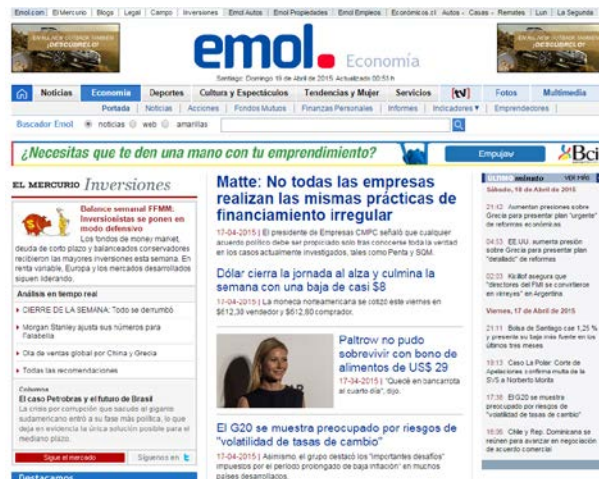 Emol.com El Mercurio Blogs Legal Campo Inversiones Emol Autos Emol Propiedades Emol Empleos Económicos.cl Autos - Casas - Remates Lun La Segunda
emol. Economía
Santiago: Domingo 19 de Abril de 2015 Actualizado 00:51 h
Noticias Economía Deportes Cultura y Espectáculos Tendencias y Mujer Servicios [tv] Fotos Multimedia
Portada Noticias Acciones Fondos Mutuos Finanzas Personales Informes Indicadores Emprendedores
Buscador Emol noticias web amarillas
¿Necesitas que te den una mano con tu emprendimiento? Empujav Bci
EL MERCURIO Inversiones
Balance semanal FFMM:
Inversionistas se ponen en
modo defensivo
Los fondos de money market,
deuda de corto plazo y balanceados conservadores
recibieron las mayores inversiones esta semana. En
renta variable, Europa y los mercados desarrollados
siguen liderando.
Análisis en tiempo real
CIERRE DE LA SEMANA: Todo se derrumbó
Morgan Stanley ajusta sus números para
Falabella
Ola de ventas global por China y Grecia
Todas las recomendaciones
Columna
El caso Petrobras y el futuro de Brasil
La crisis por corrupción que sacude al gigante
sudamericano entró a su fase más política, lo que
deja en evidencia la única solución posible para el
mediano plazo.
Sigue el mercado Síguenos en
Destacamos
Matte: No todas las empresas
realizan las mismas prácticas de
financiamiento irregular
17-04-2015 | El presidente de Empresas CMPC señaló que cualquier
acuerdo político debe ser propiciado solo tras conocerse toda la verdad
en los casos actualmente investigados, tales como Penta y SQM.
Dólar cierra la jornada al alza y culmina la
semana con una baja de casi $8
17-04-2015 | La moneda norteamericana se cotizó este viernes en
$612,38 vendedor y $612,80 comprador.
Paltrow no pudo
sobrevivir con bono de
alimentos de US$ 29
17-04-2015 | "Quedé en bancarrota
al cuarto día", dijo.
El G20 se muestra preocupado por riesgos de
"volatilidad de tasas de cambio"
17-04-2015 | Asimismo, el grupo destacó los "importantes desafíos"
impuestos por el período prolongado de baja inflación" en muchos
países desarrollados.
ÚLTIMO minuto VER MÁS
Sábado, 18 de Abril de 2015
21:42 Aumentan presiones sobre
Grecia para presentar plan "urgente"
de reformas económicas
04:53 EE.UU. aumenta presión
sobre Grecia para presentar plan
"detallado" de reformas
02:03 Kicillof asegura que
"directores del FMI se convirtieron
en virreyes" en Argentina
Viernes, 17 de Abril de 2015
21:11 Bolsa de Santiago cae 1,25 %
y presenta su baja más fuerte en los
últimos tres meses
19:13 Caso La Polar: Corte de
Apelaciones confirma multa de la
SVS a Norberto Morita
17:38 El G20 se muestra
preocupado por riesgos de
"volatilidad de tasas de cambio"
16:36 Chile y Rep. Dominicana se
reúnen para avanzar en negociación
de acuerdo comercial